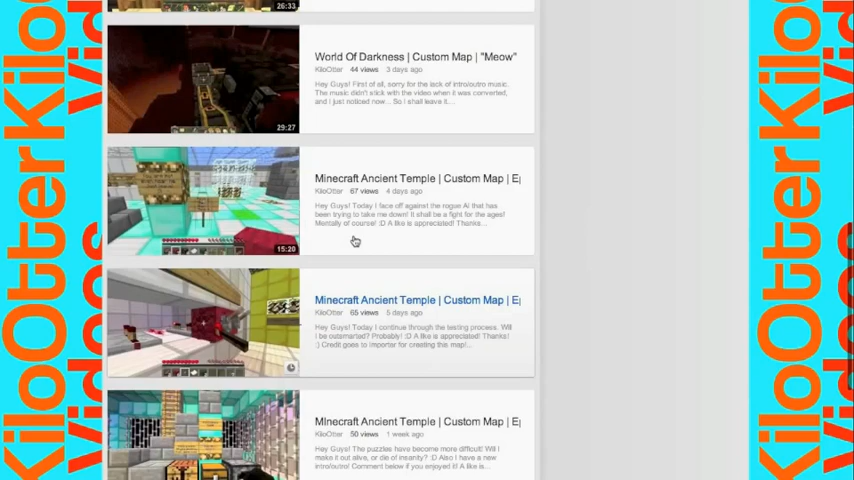 26:33
World Of Darkness | Custom Map | "Meow"
KiloOtter 44 views 3 days ago
Hey Guys! First of all, sorry for the lack of intro/outro music.
The music didn't stick with the video when it was converted,
and I just noticed now... So I shall leave it...
29:27
Minecraft Ancient Temple | Custom Map | E
KiloOtter 67 views 4 days ago
Hey Guys! Today I face off against the rogue AI that has
been trying to take me down! It shall be a fight for the ages!
Mentally of course! :D A like is appreciated! Thanks...
15:20
Minecraft Ancient Temple | Custom Map | E
KiloOtter 65 views 5 days ago
Hey Guys! Today I continue through the testing process. Will
I be outsmarted? Probably! :D A like is appreciated! Thanks!
:) Credit goes to Importer for creating this map!...
MInecraft Ancient Temple | Custom Map | E
KiloOtter 50 views 1 week ago
Hey Guys! The puzzles have become more difficult! Will I
make it out alive, or die of insanity? :D Also I have a new
intro/outro! Comment below if you enjoyed it! A like is...
KiloOtter Kilo
Videos Vid
KiloOtter Kilo
Videos Vid